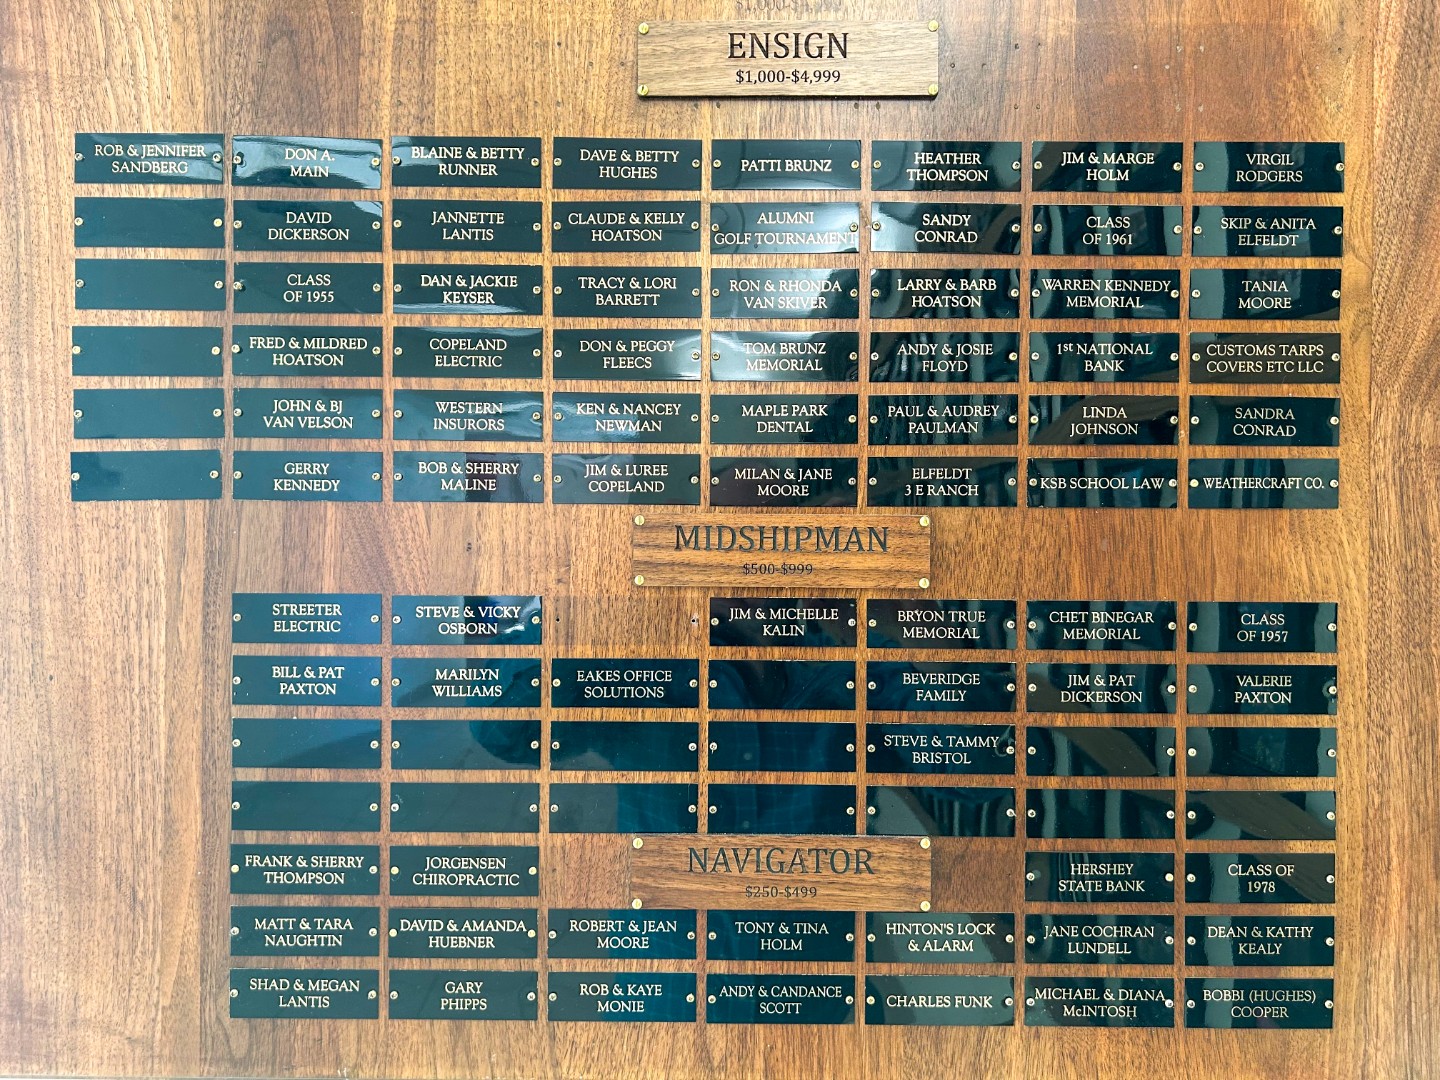 ENSIGN
$1,000-$4,999
ROB & JENNIFER
SANDBERG
DON A.
MAIN
BLAINE & BETTY
RUNNER
DAVE & BETTY
HUGHES
PATTI BRUNZ
HEATHER
THOMPSON
JIM & MARGE
HOLM
VIRGIL
RODGERS
DAVID
DICKERSON
JANNETTE
LANTIS
CLAUDE & KELLY
HOATSON
ALUMNI
GOLF TOURNAMENT
SANDY
CONRAD
CLASS
OF 1961
SKIP & ANITA
ELFELDT
CLASS
OF 1955
DAN & JACKIE
KEYSER
TRACY & LORI
BARRETT
RON & RHONDA
VAN SKIVER
LARRY & BARB
HOATSON
WARREN KENNEDY
MEMORIAL
TANIA
MOORE
FRED & MILDRED
HOATSON
COPELAND
ELECTRIC
DON & PEGGY
FLEECS
TOM BRUNZ
MEMORIAL
ANDY & JOSIE
FLOYD
1st NATIONAL
BANK
CUSTOMS TARPS
COVERS ETC LLC
JOHN & BJ
VAN VELSON
WESTERN
INSURORS
KEN & NANCEY
NEWMAN
MAPLE PARK
DENTAL
PAUL & AUDREY
PAULMAN
LINDA
JOHNSON
SANDRA
CONRAD
GERRY
KENNEDY
BOB & SHERRY
MALINE
JIM & LUREE
COPELAND
MILAN & JANE
MOORE
ELFELDT
3 E RANCH
KSB SCHOOL LAW
WEATHERCRAFT CO.
MIDSHIPMAN
$500-$999
STREETER
ELECTRIC
STEVE & VICKY
OSBORN
JIM & MICHELLE
KALIN
BRYON TRUE
MEMORIAL
CHET BINEGAR
MEMORIAL
CLASS
OF 1957
BILL & PAT
PAXTON
MARILYN
WILLIAMS
EAKES OFFICE
SOLUTIONS
BEVERIDGE
FAMILY
JIM & PAT
DICKERSON
VALERIE
PAXTON
STEVE & TAMMY
BRISTOL
NAVIGATOR
$250-$499
FRANK & SHERRY
THOMPSON
JORGENSEN
CHIROPRACTIC
HERSHEY
STATE BANK
CLASS OF
1978
MATT & TARA
NAUGHTIN
DAVID & AMANDA
HUEBNER
ROBERT & JEAN
MOORE
TONY & TINA
HOLM
HINTON'S LOCK
& ALARM
JANE COCHRAN
LUNDELL
DEAN & KATHY
KEALY
SHAD & MEGAN
LANTIS
GARY
PHIPPS
ROB & KAYE
MONIE
ANDY & CANDANCE
SCOTT
CHARLES FUNK
MICHAEL & DIANA
McINTOSH
BOBBI (HUGHES)
COOPER